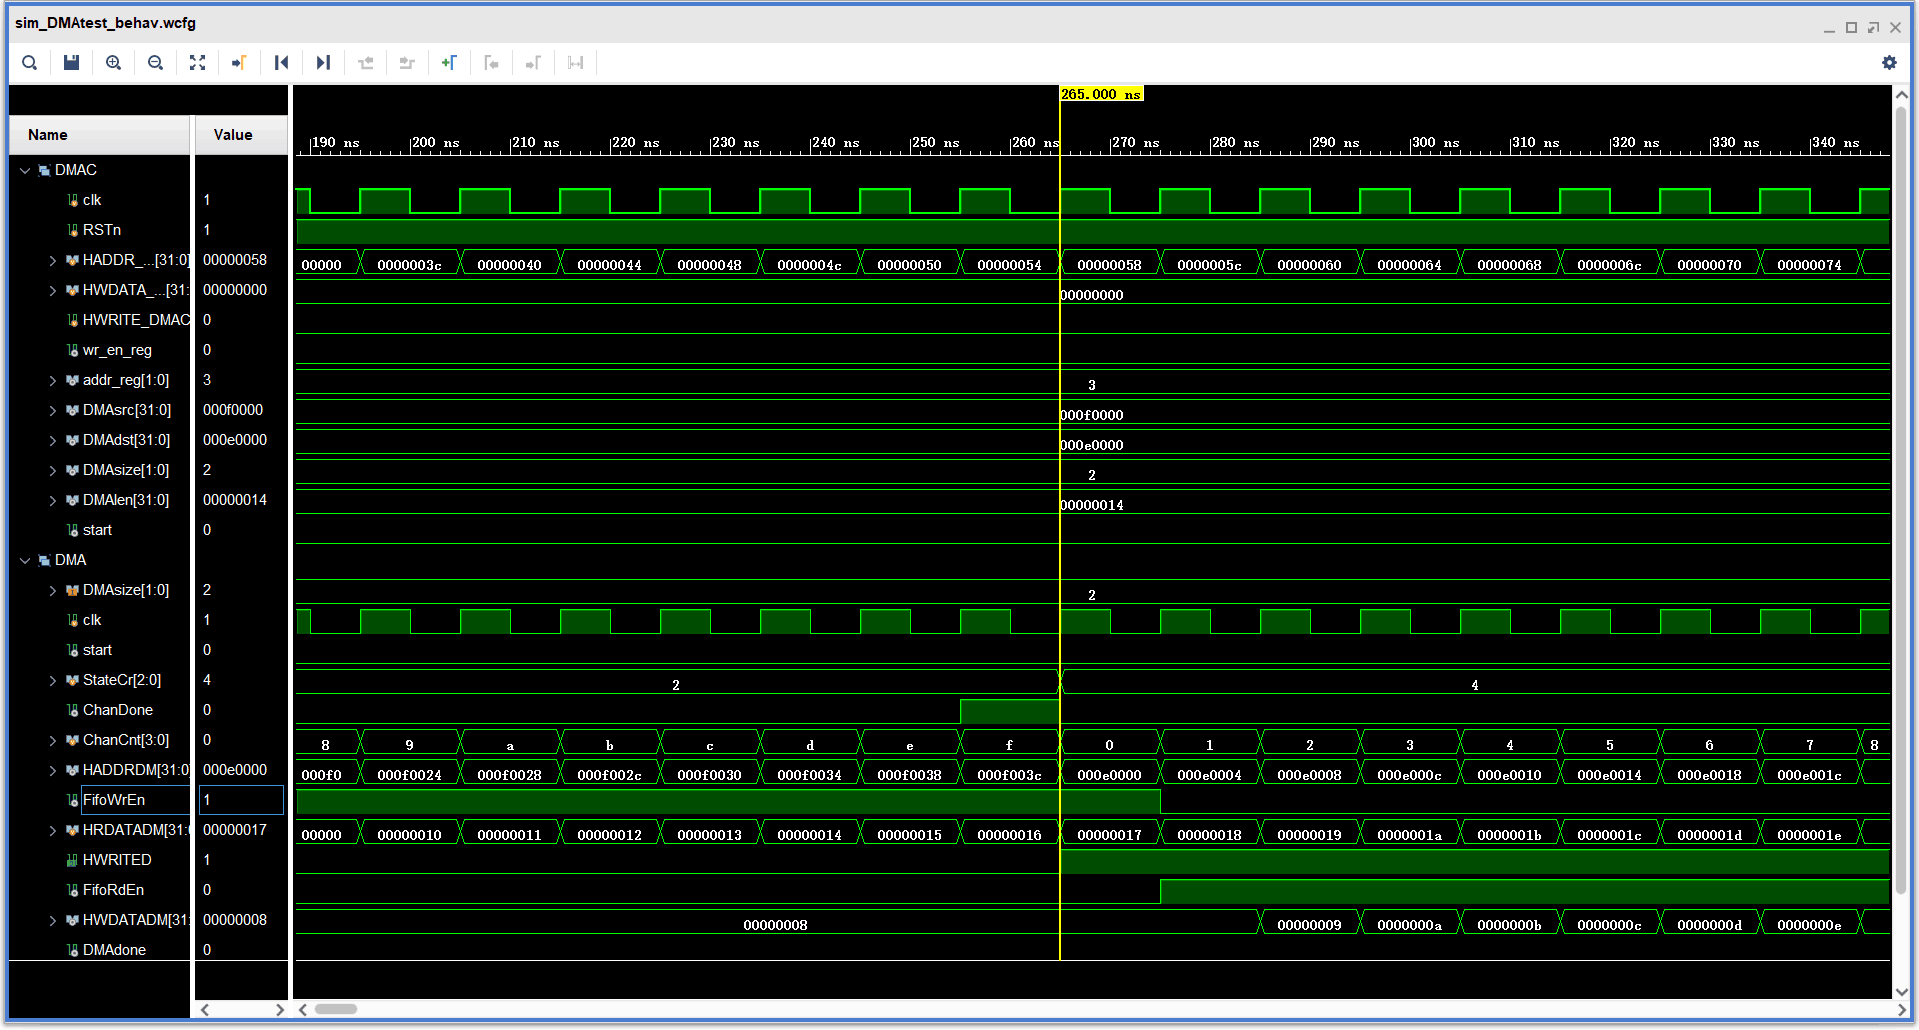 sim_DMAtest_behav.wcfg
265.000 ns
Name Value
190 ns 200 ns 210 ns 220 ns 230 ns 240 ns 250 ns 260 ns 270 ns 280 ns 290 ns 300 ns 310 ns 320 ns 330 ns 340 ns
DMAC
clk 1
RSTn 1
HADDR_...[31:0] 00000058 00000 0000003c 00000040 00000044 00000048 0000004c 00000050 00000054 00000058 0000005c 00000060 00000064 00000068 0000006c 00000070 00000074
HWDATA_...[31: 00000000 00000000
HWRITE_DMAC 0
wr_en_reg 0
addr_reg[1:0] 3 3
DMAsrc[31:0] 000f0000 000f0000
DMAdst[31:0] 000e0000 000e0000
DMAsize[1:0] 2 2
DMAlen[31:0] 00000014 00000014
start 0
DMA
DMAsize[1:0] 2 2
clk 1
start 0
StateCr[2:0] 4 2 4
ChanDone 0
ChanCnt[3:0] 0 8 9 a b c d e f 0 1 2 3 4 5 6 7 8
HADDRDM[31:0] 000e0000 000f0 000f0024 000f0028 000f002c 000f0030 000f0034 000f0038 000f003c 000e0000 000e0004 000e0008 000e000c 000e0010 000e0014 000e0018 000e001c
FifoWrEn 1
HRDATADM[31:0 00000017 00000 00000010 00000011 00000012 00000013 00000014 00000015 00000016 00000017 00000018 00000019 0000001a 0000001b 0000001c 0000001d 0000001e
HWRITED 1
FifoRdEn 0
HWDATADM[31: 00000008 00000008 00000009 0000000a 0000000b 0000000c 0000000d 0000000e
DMAdone 0